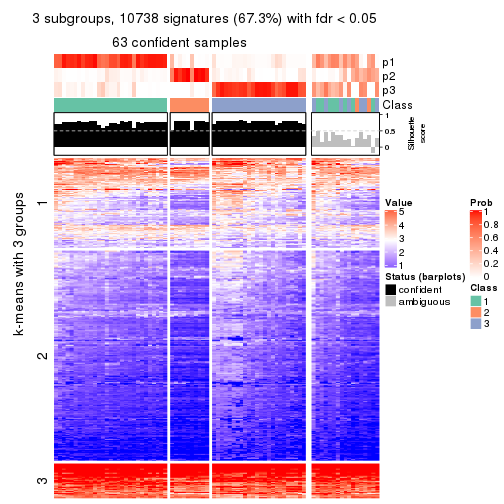 3 subgroups, 10738 signatures (67.3%) with fdr < 0.05
63 confident samples
p1
p2
p3
Class
1
0.5
0
Silhouette
score
k-means with 3 groups
1
2
3
Value
5
4
3
2
1
Status (barplots)
confident
ambiguous
Prob
1
0.8
0.6
0.4
0.2
0
Class
1
2
3